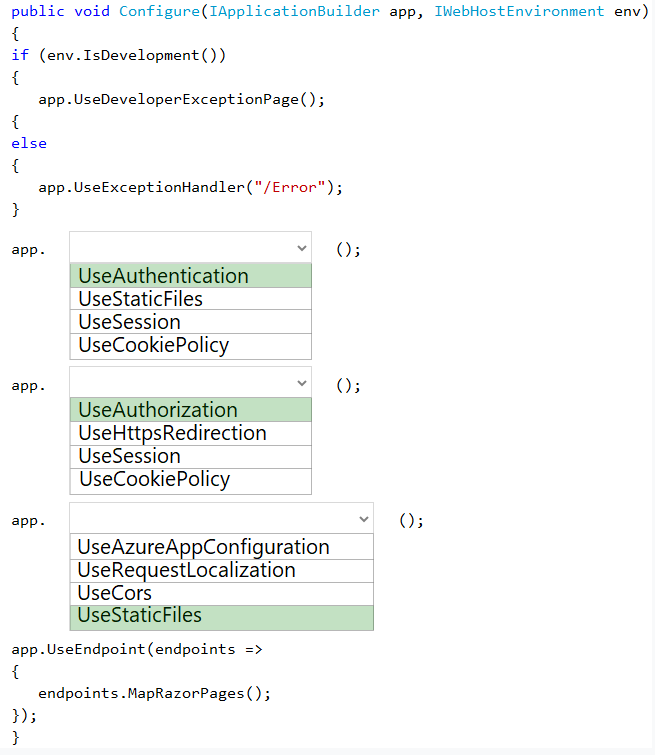 public void Configure(IApplicationBuilder app, IWebHostEnvironment env)
{
if (env.IsDevelopment())
{
app.UseDeveloperExceptionPage();
{
else
{
app.UseExceptionHandler("/Error");
}
app. ();
UseAuthentication
UseStaticFiles
UseSession
UseCookiePolicy
app. ();
UseAuthorization
UseHttpsRedirection
UseSession
UseCookiePolicy
app. ();
UseAzureAppConfiguration
UseRequestLocalization
UseCors
UseStaticFiles
app.UseEndpoint(endpoints =>
{
endpoints.MapRazorPages();
});
}